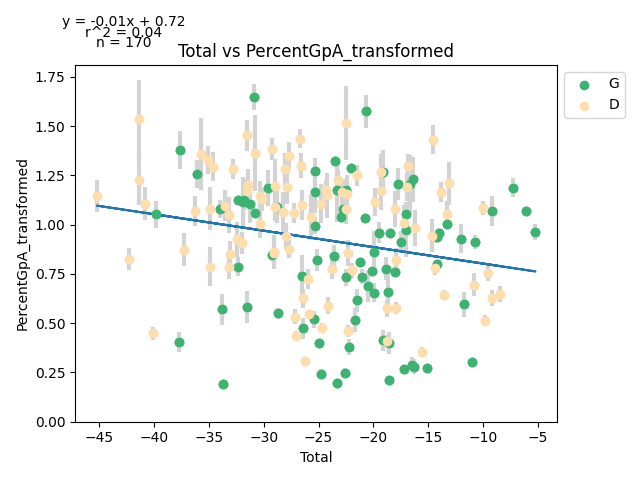 y = -0.01x + 0.72
r^2 = 0.04
n = 170
Total vs PercentGpA_transformed
G
D
PercentGpA_transformed
1.75
1.50
1.25
1.00
0.75
0.50
0.25
0.00
−45 −40 −35 −30 −25 −20 −15 −10 −5
Total